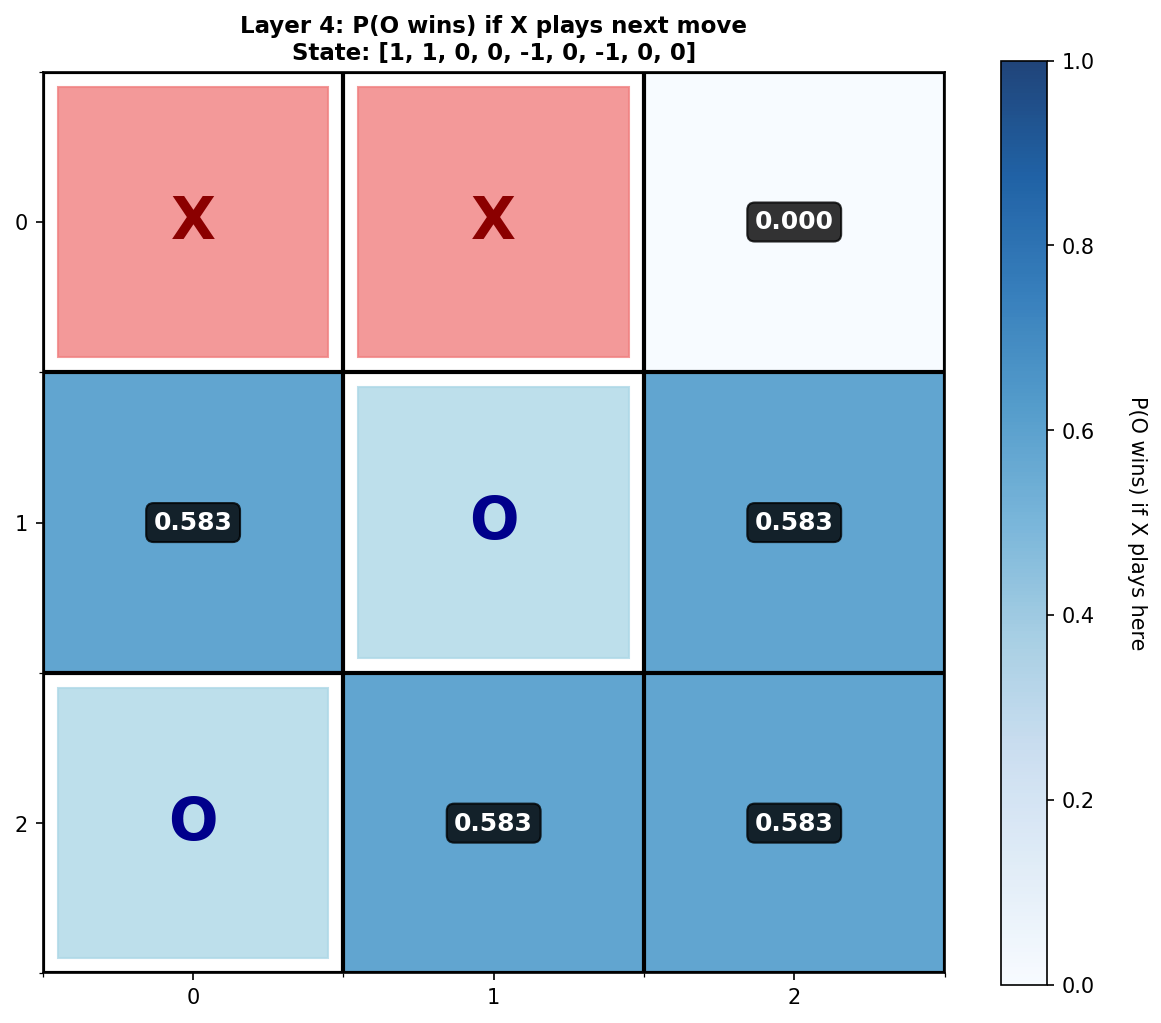 Layer 4: P(O wins) if X plays next move
State: [1, 1, 0, 0, -1, 0, -1, 0, 0]
X
X
0.000
0.583
O
0.583
O
0.583
0.583
0
1
2
0
1
2
1.0
0.8
0.6
0.4
0.2
0.0
P(O wins) if X plays here